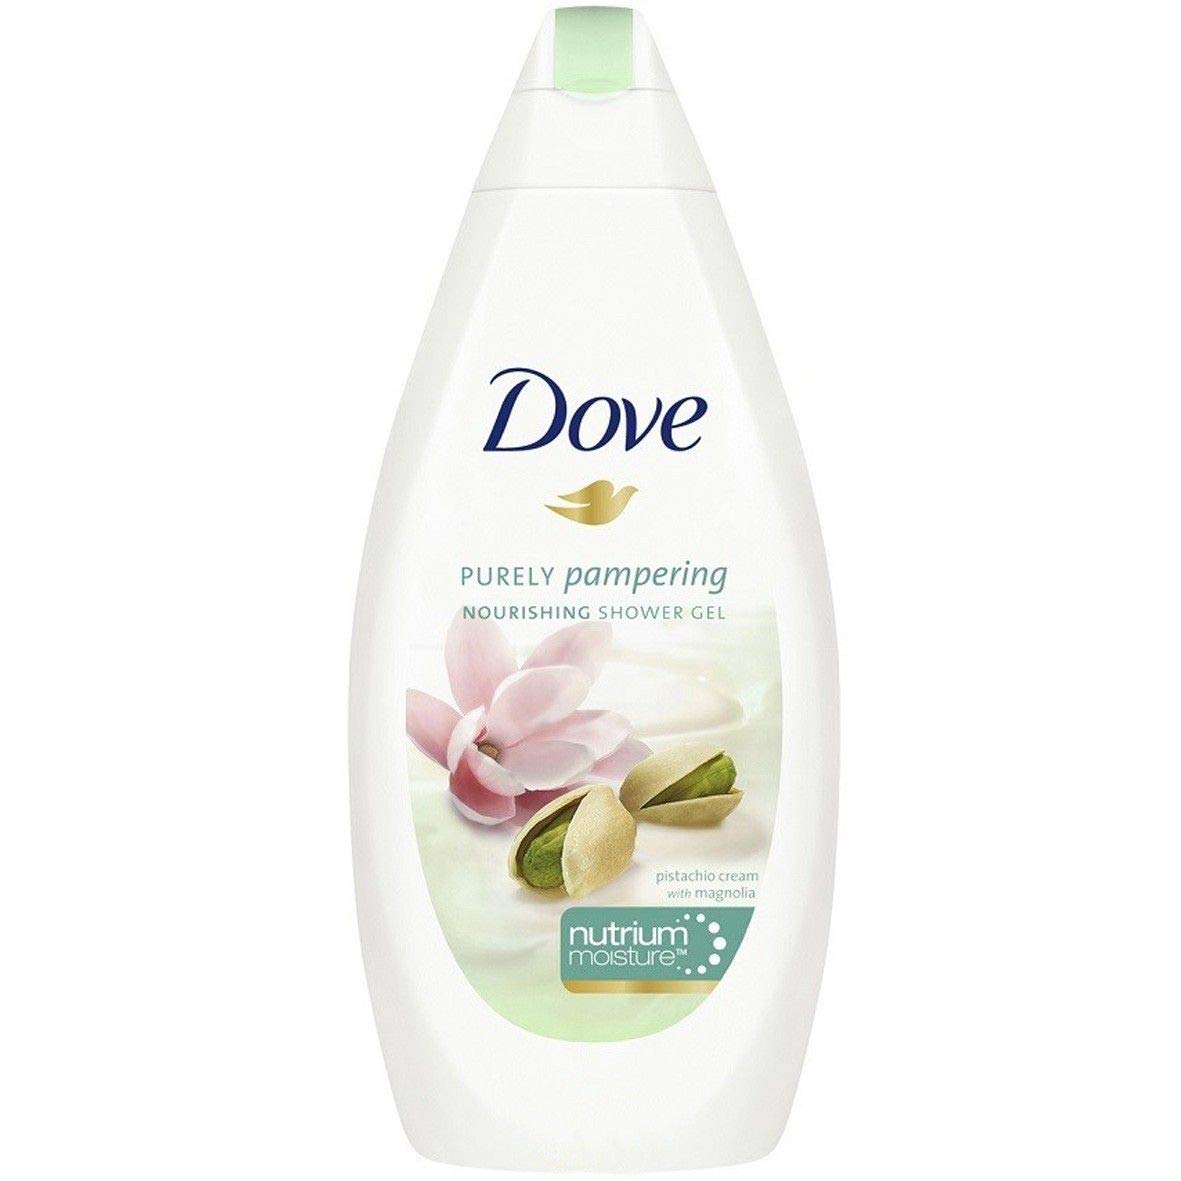 Dove
PURELY pampering
NOURISHING SHOWER GEL
pistachio cream
with magnolia
nutrium
moisture™